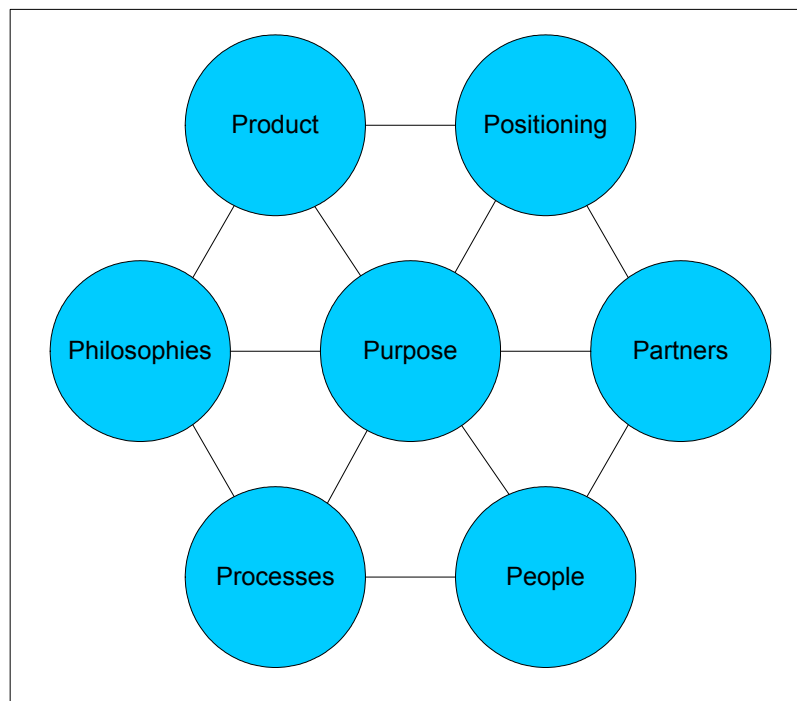 Product
Positioning
Philosophies
Purpose
Partners
Processes
People